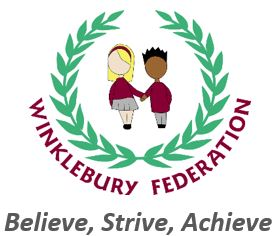 WINKLEBURY FEDERATION
Believe, Strive, Achieve